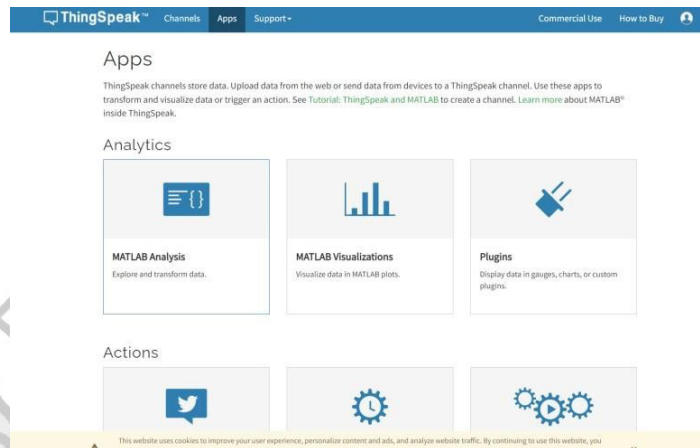 ThingSpeak™ Channels Apps Support Commercial Use How to Buy
Apps
ThingSpeak channels store data. Upload data from the web or send data from devices to a ThingSpeak channel. Use these apps to
transform and visualize data or trigger an action. See Tutorial: ThingSpeak and MATLAB to create a channel. Learn more about MATLAB®
inside ThingSpeak.
Analytics
MATLAB Analysis
Explore and transform data.
MATLAB Visualizations
Visualize data in MATLAB plots.
Plugins
Display data in gauges, charts, or custom
plugins.
Actions
This website uses cookies to improve your user experience, personalize content and ads, and analyze website traffic. By continuing to use this website, you